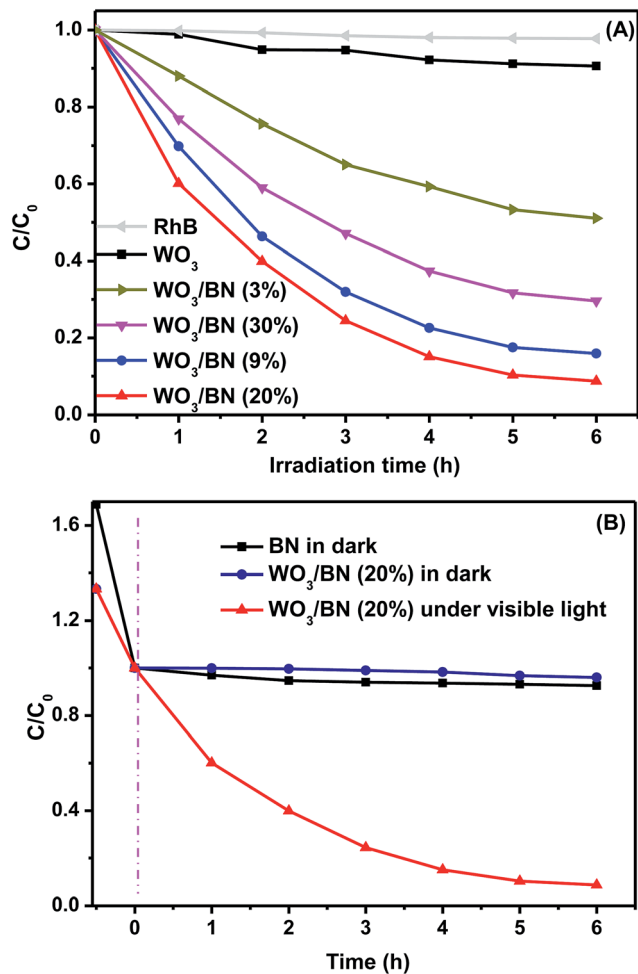 (A)
1.0
0.8
0.6
0.4
0.2
0.0
C/C₀
RhB
WO₃
WO₃/BN (3%)
WO₃/BN (30%)
WO₃/BN (9%)
WO₃/BN (20%)
0 1 2 3 4 5 6
Irradiation time (h)
(B)
1.6
1.2
0.8
0.4
0.0
C/C₀
BN in dark
WO₃/BN (20%) in dark
WO₃/BN (20%) under visible light
0 1 2 3 4 5 6
Time (h)